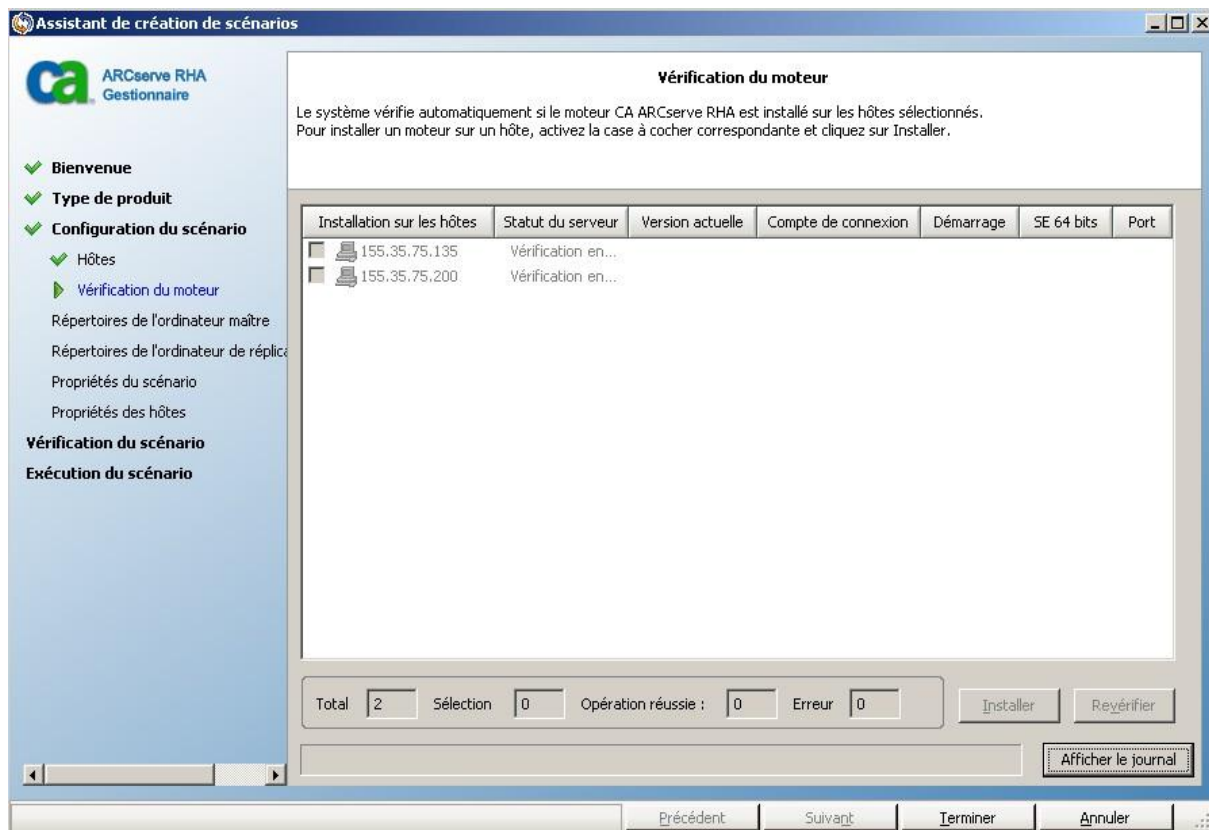 Assistant de création de scénarios
ca
ARCserve RHA
Gestionnaire
Bienvenue
Type de produit
Configuration du scénario
Hôtes
Vérification du moteur
Répertoires de l'ordinateur maître
Répertoires de l'ordinateur de réplica
Propriétés du scénario
Propriétés des hôtes
Vérification du scénario
Exécution du scénario
Vérification du moteur
Le système vérifie automatiquement si le moteur CA ARCserve RHA est installé sur les hôtes sélectionnés.
Pour installer un moteur sur un hôte, activez la case à cocher correspondante et cliquez sur Installer.
Installation sur les hôtes Statut du serveur Version actuelle Compte de connexion Démarrage SE 64 bits Port
155.35.75.135 Vérification en...
155.35.75.200 Vérification en...
Total 2 Sélection 0 Opération réussie : 0 Erreur 0 Installer Revérifier
Afficher le journal
Précédent Suivant Terminer Annuler